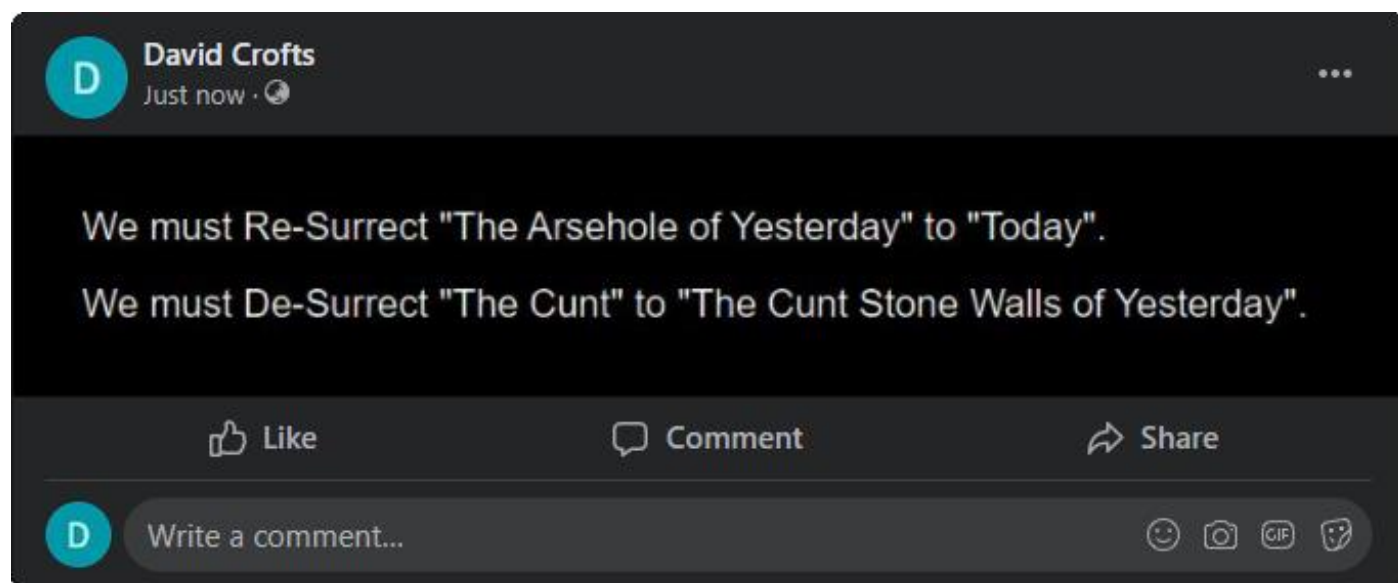 D
David Crofts
Just now ·
We must Re-Surrect "The Arsehole of Yesterday" to "Today".
We must De-Surrect "The Cunt" to "The Cunt Stone Walls of Yesterday".
Like Comment Share
D
Write a comment...
GIF